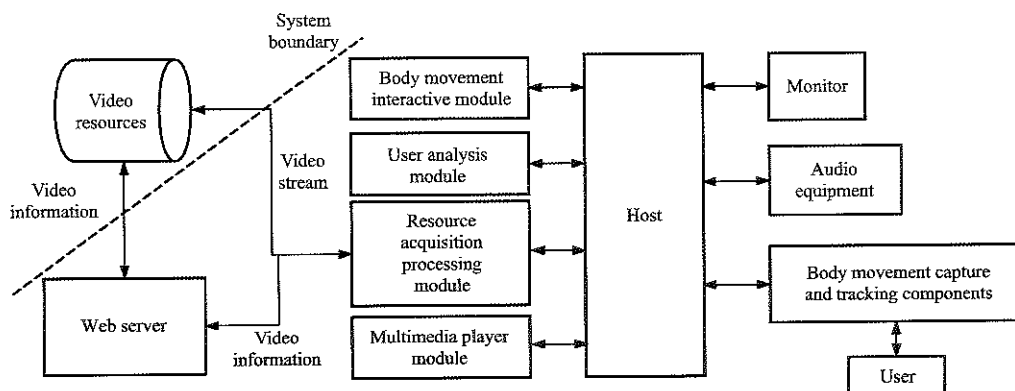 System
boundary
Video
resources
Video
information
Web server
Video
stream
Video
information
Body movement
interactive module
User analysis
module
Resource
acquisition
processing
module
Multimedia player
module
Host
Monitor
Audio
equipment
Body movement capture
and tracking components
User